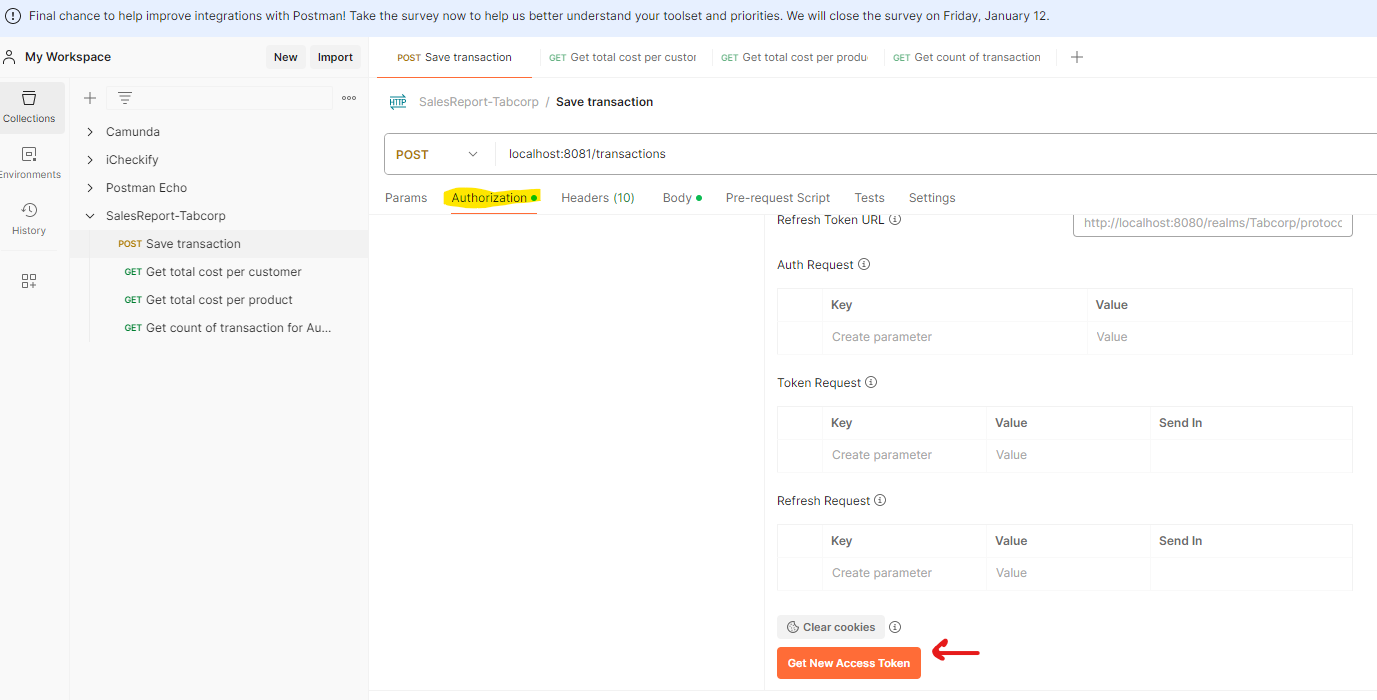 Final chance to help improve integrations with Postman! Take the survey now to help us better understand your toolset and priorities. We will close the survey on Friday, January 12.
My Workspace
New
Import
POST Save transaction
GET Get total cost per custor
GET Get total cost per produ
GET Get count of transaction
Collections
Environments
History
Camunda
iCheckify
Postman Echo
SalesReport-Tabcorp
POST Save transaction
GET Get total cost per customer
GET Get total cost per product
GET Get count of transaction for Au...
HTTP SalesReport-Tabcorp / Save transaction
POST localhost:8081/transactions
Params Authorization Headers (10) Body Pre-request Script Tests Settings
Refresh Token URL http://localhost:8080/realms/Tabcorp/protoco
Auth Request
Key Value
Create parameter Value
Token Request
Key Value Send In
Create parameter Value
Refresh Request
Key Value Send In
Create parameter Value
Clear cookies
Get New Access Token